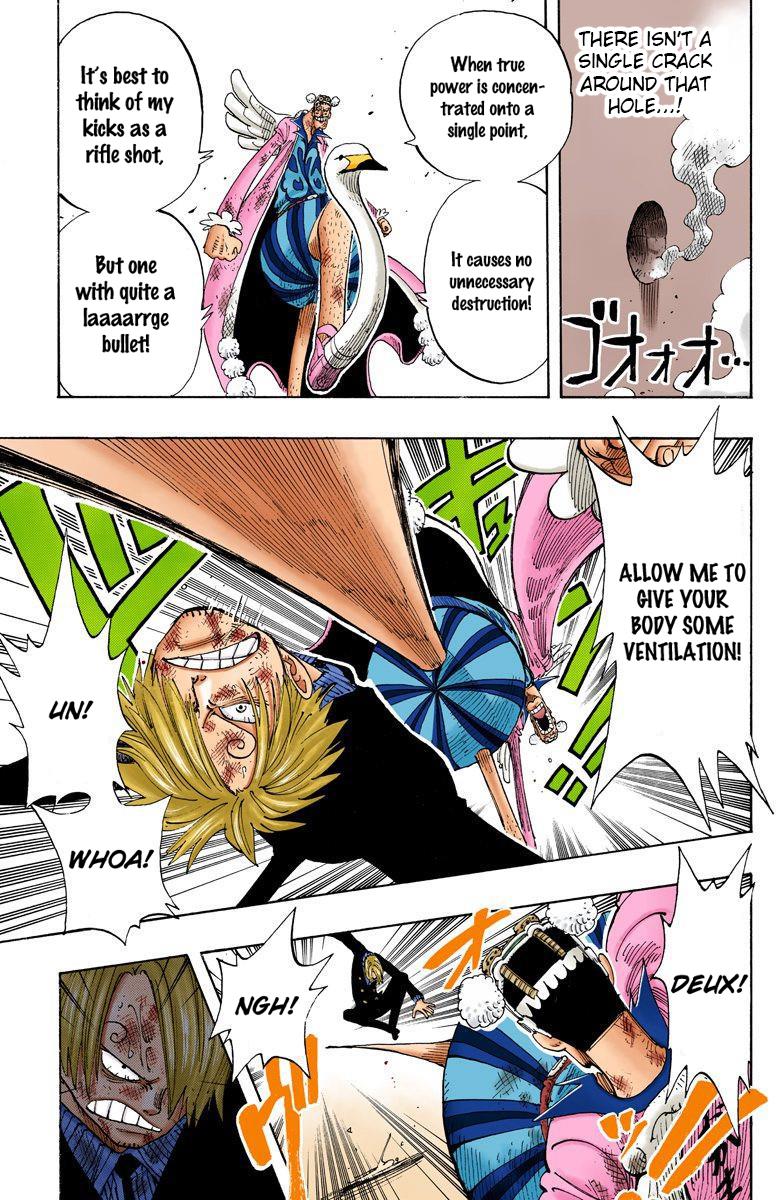 THERE ISN'T A
SINGLE CRACK
AROUND THAT
HOLE...!
ゴオォオ...
When true
power is concen-
trated onto a
single point,
It causes no
unnecessary
destruction!
It's best to
think of my
kicks as a
rifle shot,
But one
with quite a
laaaarrge
bullet!
ALLOW ME TO
GIVE YOUR
BODY SOME
VENTILATION!
UN!
WHOA!
DEUX!
NGH!